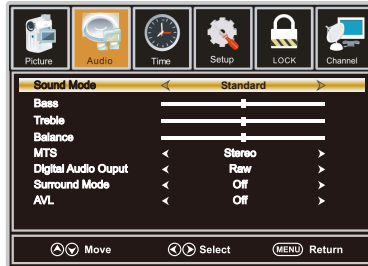 Picture Audio Time Setup LOCK Channel
Sound Mode Standard
Bass
Treble
Balance
MTS Stereo
Digital Audio Ouput Raw
Surround Mode Off
AVL Off
Move Select MENU Return